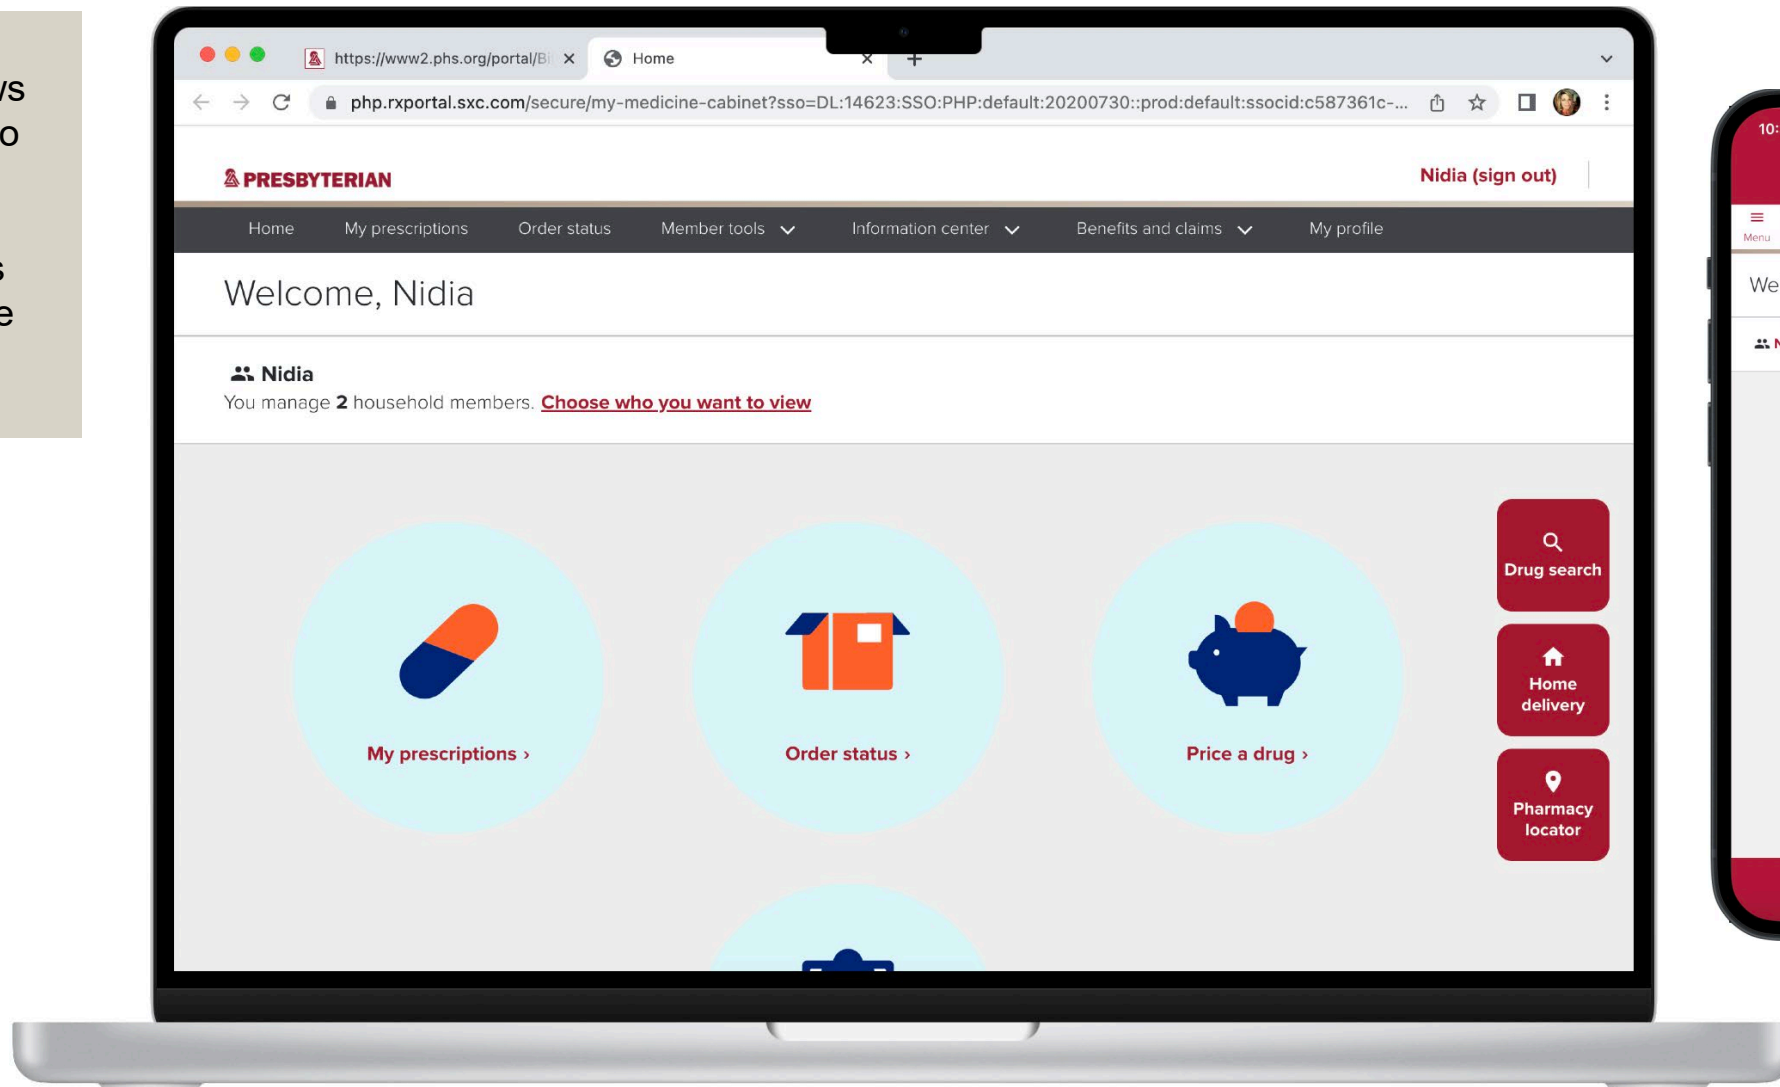 https://www2.phs.org/portal/Bi
Home
php.rxportal.sxc.com/secure/my-medicine-cabinet?sso=DL:14623:SSO:PHP:default:20200730::prod:default:ssocid:c587361c-...
PRESBYTERIAN
Nidia (sign out)
Home My prescriptions Order status Member tools Information center Benefits and claims My profile
Welcome, Nidia
Nidia
You manage 2 household members. Choose who you want to view
Drug search
Home
delivery
My prescriptions ›
Order status ›
Price a drug ›
Pharmacy
locator
10:
Menu
We
N